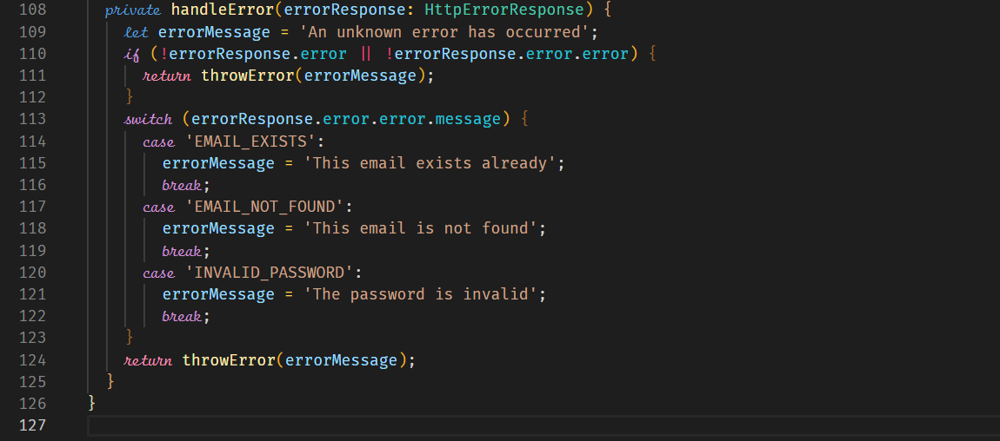 108 private handleError(errorResponse: HttpErrorResponse) {
109 let errorMessage = 'An unknown error has occurred';
110 if (!errorResponse.error || !errorResponse.error.error) {
111 return throwError(errorMessage);
112 }
113 switch (errorResponse.error.error.message) {
114 case 'EMAIL_EXISTS':
115 errorMessage = 'This email exists already';
116 break;
117 case 'EMAIL_NOT_FOUND':
118 errorMessage = 'This email is not found';
119 break;
120 case 'INVALID_PASSWORD':
121 errorMessage = 'The password is invalid';
122 break;
123 }
124 return throwError(errorMessage);
125 }
126 }
127